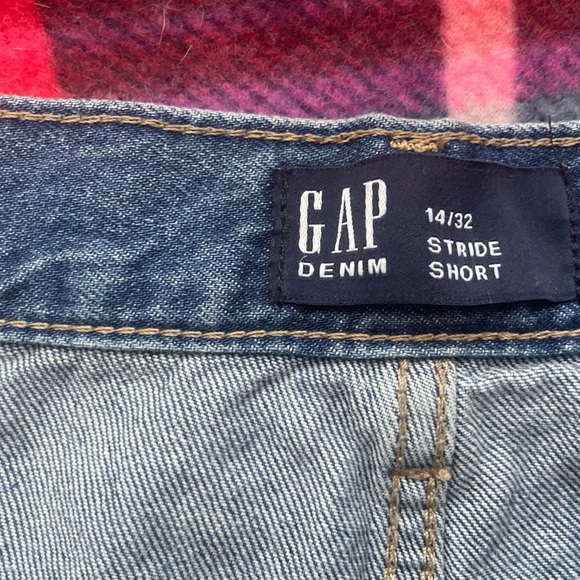 GAP
DENIM
14/32
STRIDE
SHORT